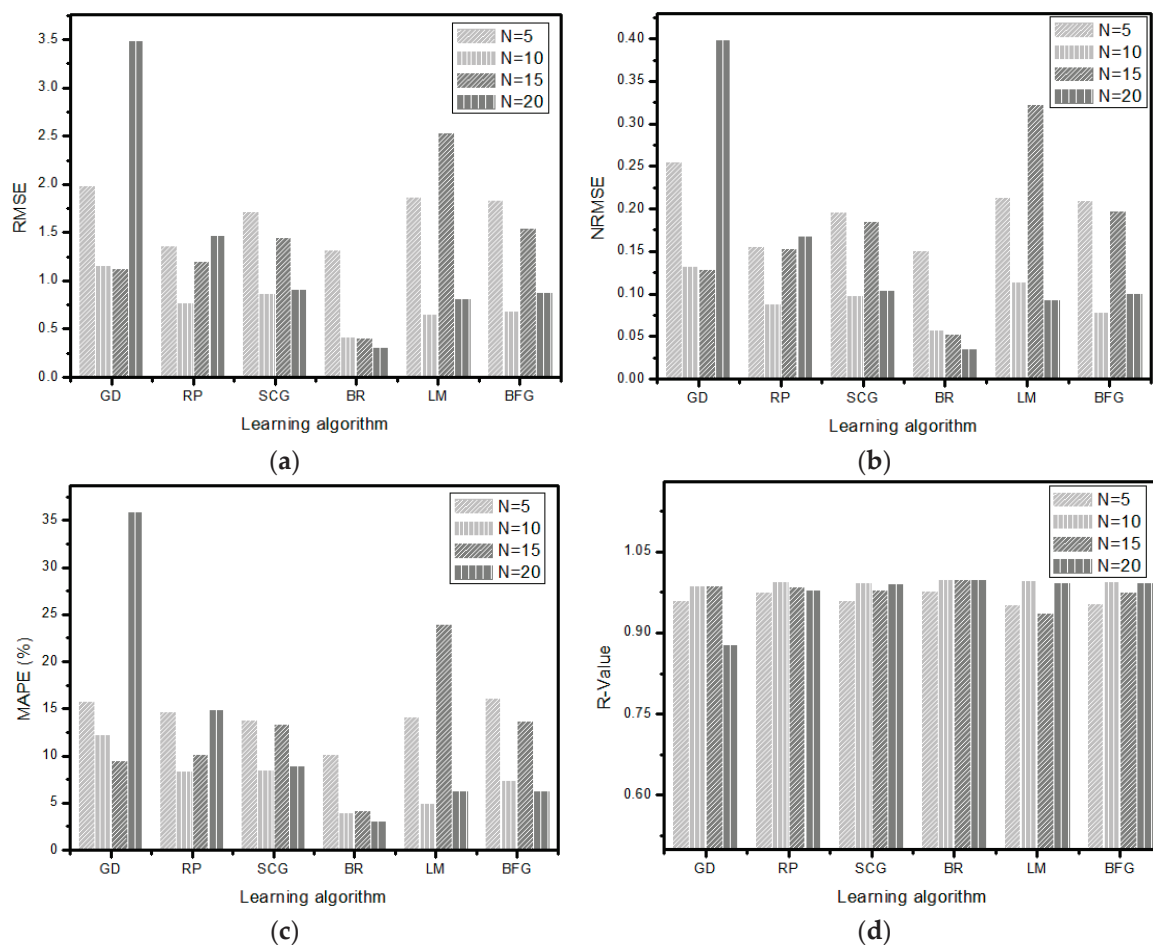 3.5
3.0
2.5
2.0
1.5
1.0
0.5
0.0
RMSE
N=5
N=10
N=15
N=20
GD RP SCG BR LM BFG
Learning algorithm
(a)
0.40
0.35
0.30
0.25
0.20
0.15
0.10
0.05
0.00
NRMSE
N=5
N=10
N=15
N=20
GD RP SCG BR LM BFG
Learning algorithm
(b)
35
30
25
20
15
10
5
0
MAPE (%)
N=5
N=10
N=15
N=20
GD RP SCG BR LM BFG
Learning algorithm
(c)
1.05
0.90
0.75
0.60
R-Value
N=5
N=10
N=15
N=20
GD RP SCG BR LM BFG
Learning algorithm
(d)